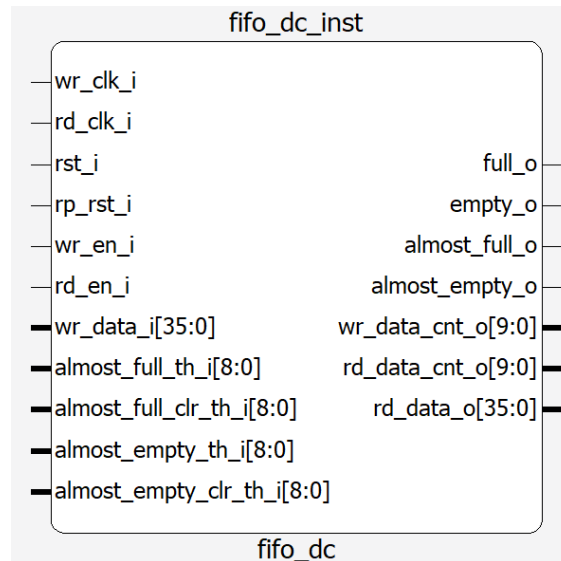 fifo_dc_inst
wr_clk_i
rd_clk_i
rst_i
full_o
rp_rst_i
empty_o
wr_en_i
almost_full_o
rd_en_i
almost_empty_o
wr_data_i[35:0]
wr_data_cnt_o[9:0]
almost_full_th_i[8:0]
rd_data_cnt_o[9:0]
almost_full_clr_th_i[8:0]
rd_data_o[35:0]
almost_empty_th_i[8:0]
almost_empty_clr_th_i[8:0]
fifo_dc